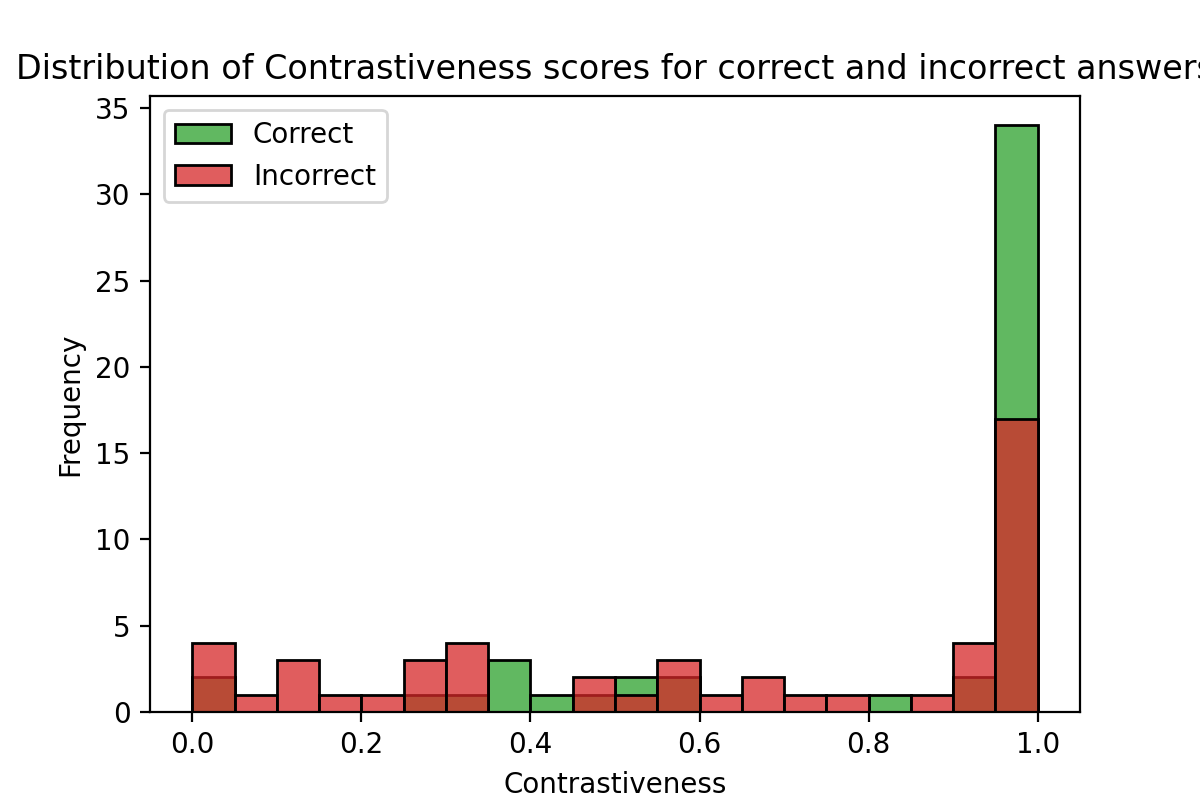 Distribution of Contrastiveness scores for correct and incorrect answers
Correct
Incorrect
35
30
25
20
15
10
5
0
Frequency
0.0 0.2 0.4 0.6 0.8 1.0
Contrastiveness